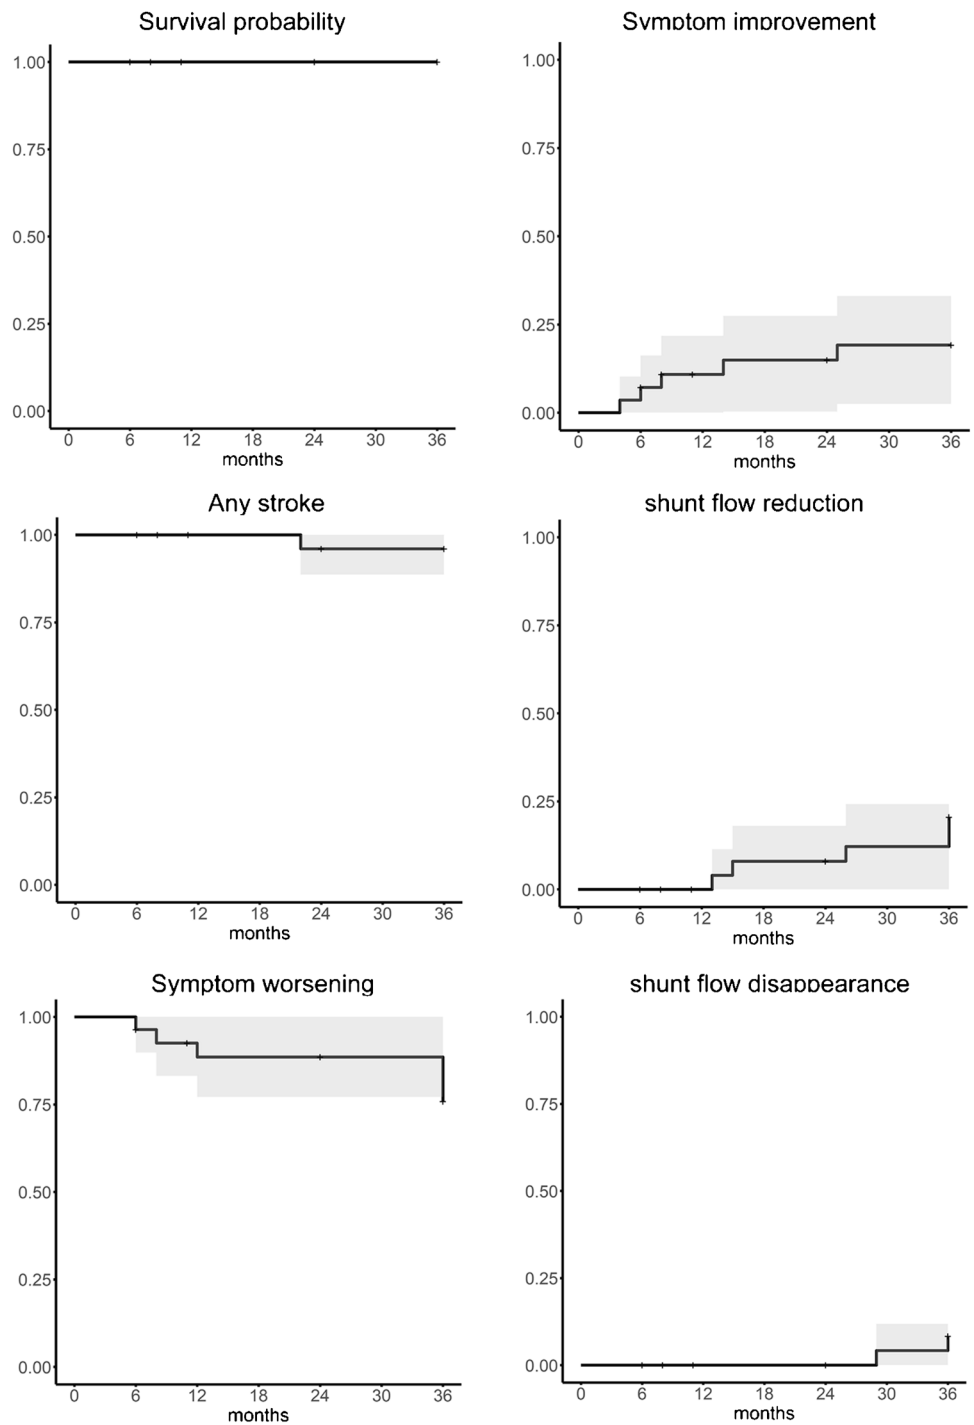 Survival probability
1.00
0.75
0.50
0.25
0.00
0 6 12 18 24 30 36
months
Symptom improvement
1.00
0.75
0.50
0.25
0.00
0 6 12 18 24 30 36
months
Any stroke
1.00
0.75
0.50
0.25
0.00
0 6 12 18 24 30 36
months
shunt flow reduction
1.00
0.75
0.50
0.25
0.00
0 6 12 18 24 30 36
months
Symptom worsening
1.00
0.75
0.50
0.25
0.00
0 6 12 18 24 30 36
months
shunt flow disappearance
1.00
0.75
0.50
0.25
0.00
0 6 12 18 24 30 36
months